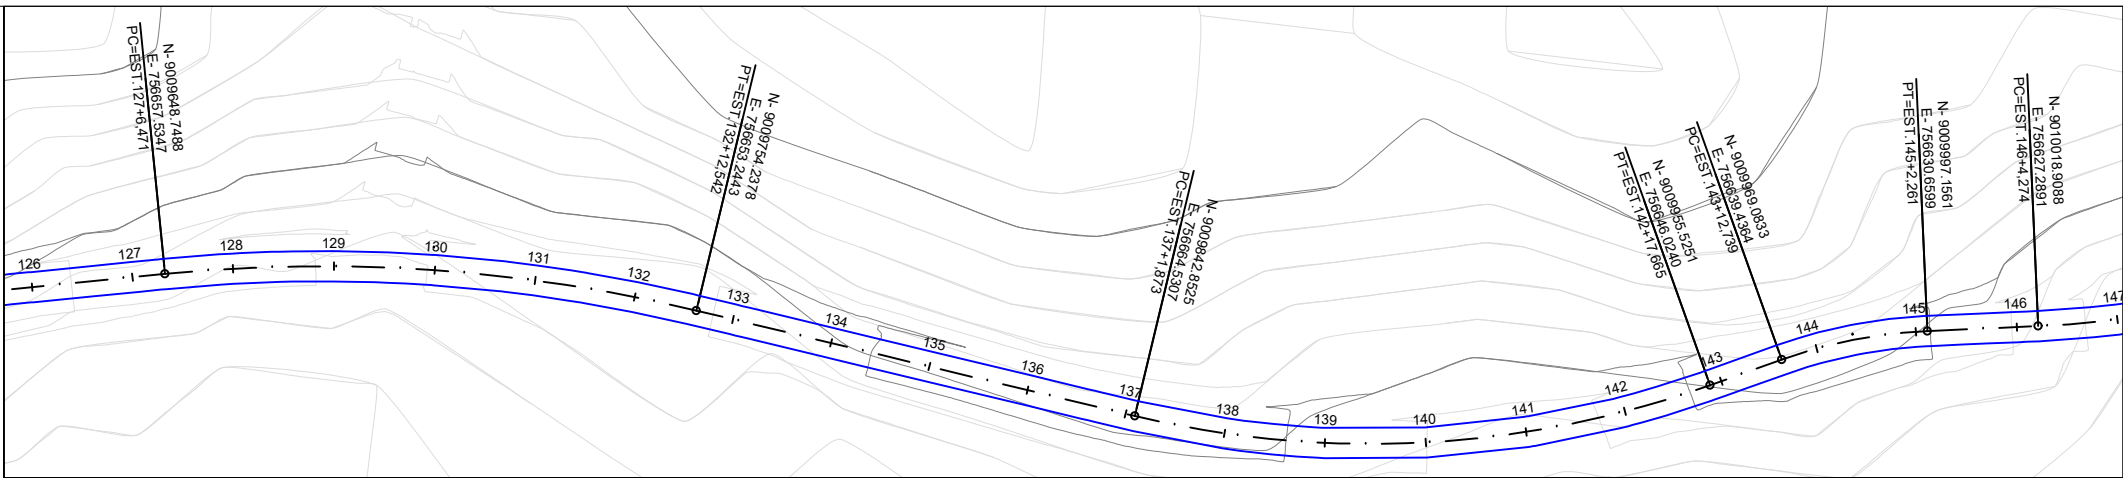 N- 9009648.7488
E- 756657.5347
PC=EST.127+6,471
N- 9009754.2378
E- 756653.2443
PT=EST.132+12,542
N- 9009842.8525
E- 756664.5307
PC=EST.137+1,873
N- 9009955.5251
E- 756646.0240
PT=EST.142+17,665
N- 9009969.0833
E- 756639.4364
PC=EST.143+12,739
N- 9009997.1561
E- 756630.6599
PT=EST.145+2,261
N- 9010018.9088
E- 756627.2891
PC=EST.146+4,274
126
127
128
129
130
131
132
133
134
135
136
137
138
139
140
141
142
143
144
145
146
147